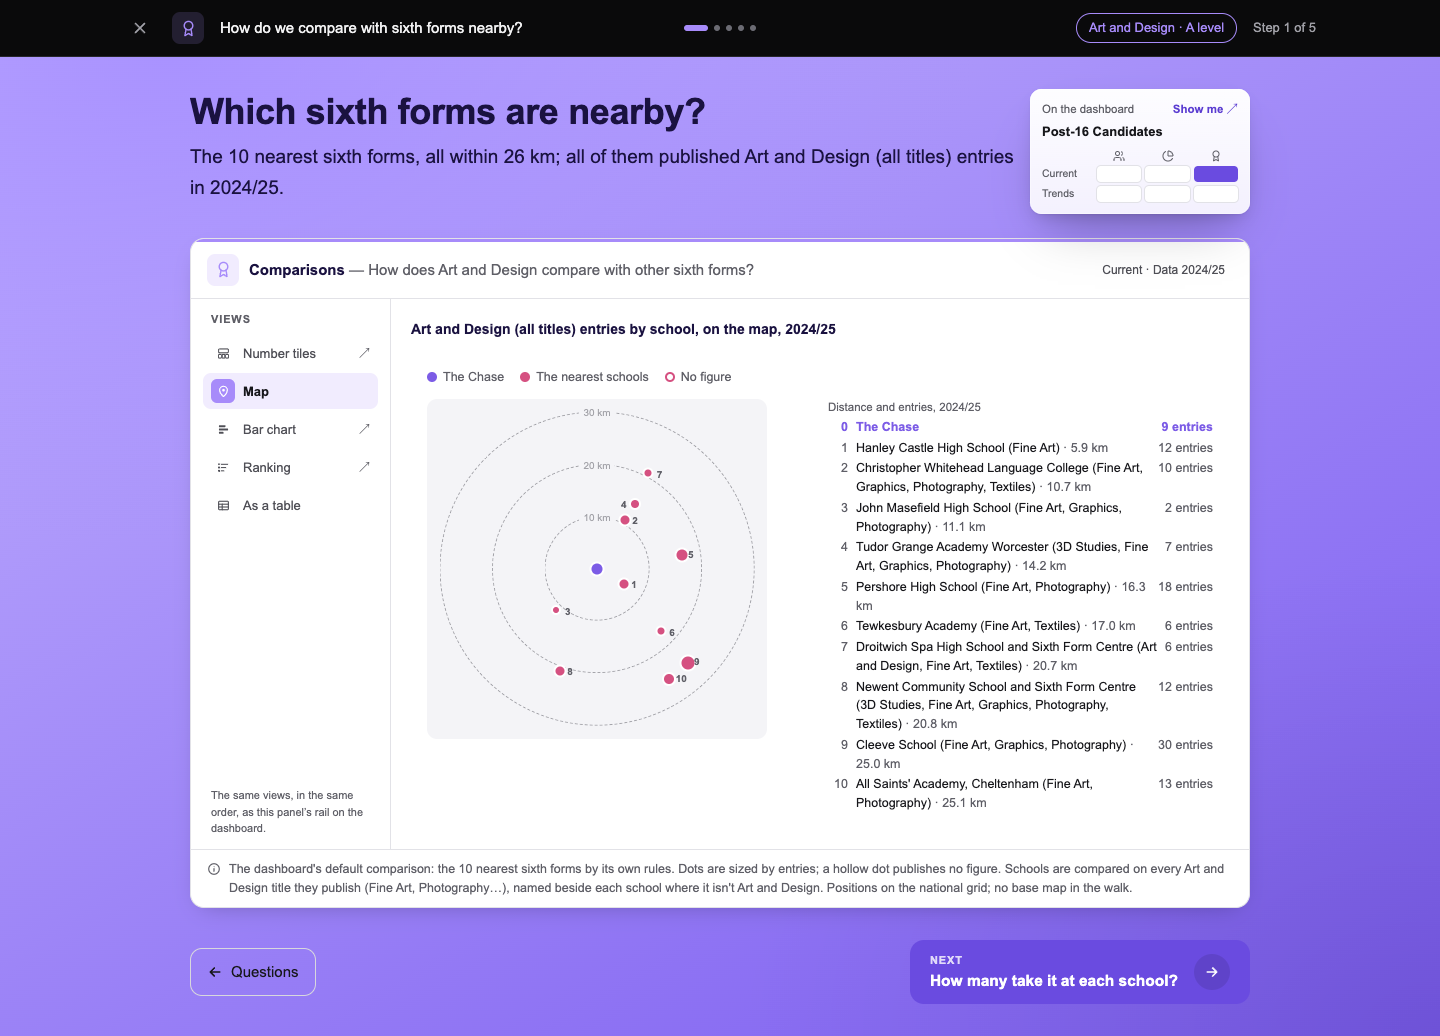 How do we compare with sixth forms nearby?
Art and Design · A level
Step 1 of 5
Which sixth forms are nearby?
The 10 nearest sixth forms, all within 26 km; all of them published Art and Design (all titles) entries
in 2024/25.
On the dashboard
Show me
Post-16 Candidates
Current
Trends
Comparisons — How does Art and Design compare with other sixth forms?
Current · Data 2024/25
VIEWS
Number tiles
Map
Bar chart
Ranking
As a table
The same views, in the same
order, as this panel's rail on the
dashboard.
Art and Design (all titles) entries by school, on the map, 2024/25
The Chase
The nearest schools
No figure
30 km
20 km
10 km
7
4
2
5
1
3
6
9
8
10
Distance and entries, 2024/25
0 The Chase 9 entries
1 Hanley Castle High School (Fine Art) · 5.9 km 12 entries
2 Christopher Whitehead Language College (Fine Art, 10 entries
Graphics, Photography, Textiles) · 10.7 km
3 John Masefield High School (Fine Art, Graphics, 2 entries
Photography) · 11.1 km
4 Tudor Grange Academy Worcester (3D Studies, Fine 7 entries
Art, Graphics, Photography) · 14.2 km
5 Pershore High School (Fine Art, Photography) · 16.3 18 entries
km
6 Tewkesbury Academy (Fine Art, Textiles) · 17.0 km 6 entries
7 Droitwich Spa High School and Sixth Form Centre (Art 6 entries
and Design, Fine Art, Textiles) · 20.7 km
8 Newent Community School and Sixth Form Centre 12 entries
(3D Studies, Fine Art, Graphics, Photography,
Textiles) · 20.8 km
9 Cleeve School (Fine Art, Graphics, Photography) · 30 entries
25.0 km
10 All Saints' Academy, Cheltenham (Fine Art, 13 entries
Photography) · 25.1 km
The dashboard's default comparison: the 10 nearest sixth forms by its own rules. Dots are sized by entries; a hollow dot publishes no figure. Schools are compared on every Art and
Design title they publish (Fine Art, Photography…), named beside each school where it isn't Art and Design. Positions on the national grid; no base map in the walk.
Questions
NEXT
How many take it at each school?